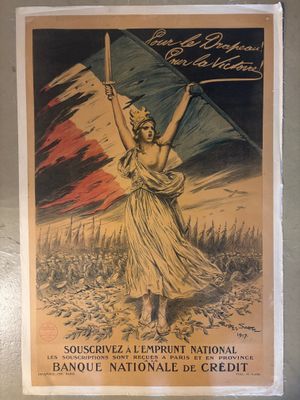 Pour le Drapeau!
Pour la Victoire!
1917
SOUSCRIVEZ À L'EMPRUNT NATIONAL
LES SOUSCRIPTIONS SONT REÇUES A PARIS ET EN PROVINCE
BANQUE NATIONALE DE CRÉDIT